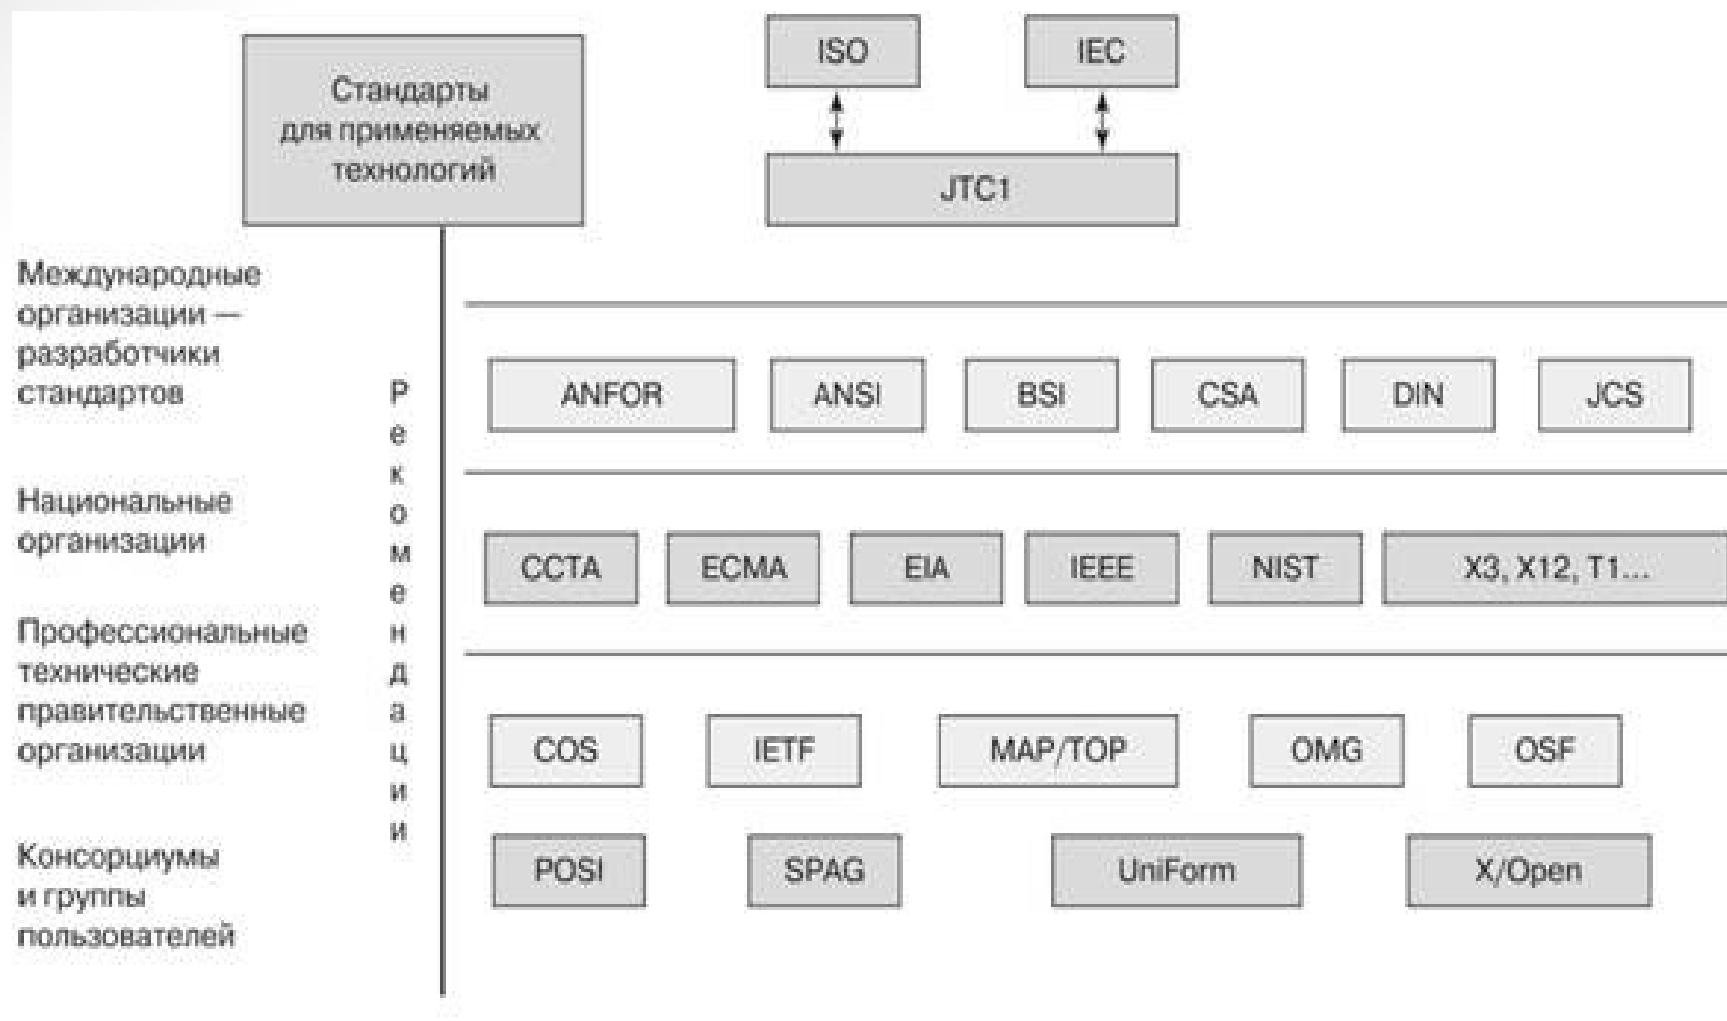 Стандарты
для применяемых
технологий
ISO
IEC
JTC1
Международные
организации —
разработчики
стандартов
Национальные
организации
Профессиональные
технические
правительственные
организации
Консорциумы
и группы
пользователей
Рекомендации
ANFOR
ANSI
BSI
CSA
DIN
JCS
CCTA
ECMA
EIA
IEEE
NIST
X3, X12, T1...
COS
IETF
MAP/TOP
OMG
OSF
POSI
SPAG
UniForm
X/Open